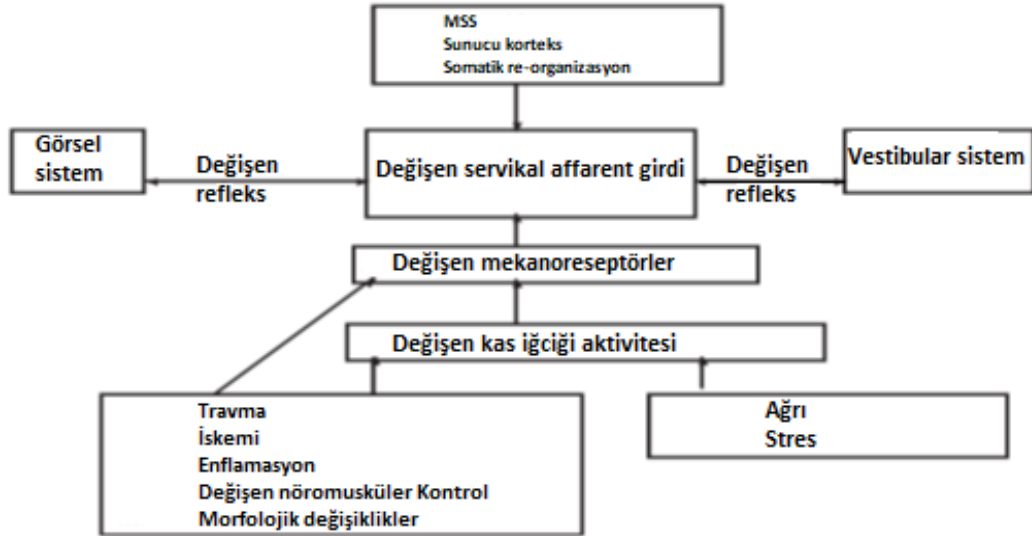 MSS
Sunucu korteks
Somatik re-organizasyon
Görsel
sistem
Değişen
refleks
Değişen servikal affarent girdi
Değişen
refleks
Vestibular sistem
Değişen mekanoreseptörler
Değişen kas iğciği aktivitesi
Travma
İskemi
Enflamasyon
Değişen nöromusküler Kontrol
Morfolojik değişiklikler
Ağrı
Stres